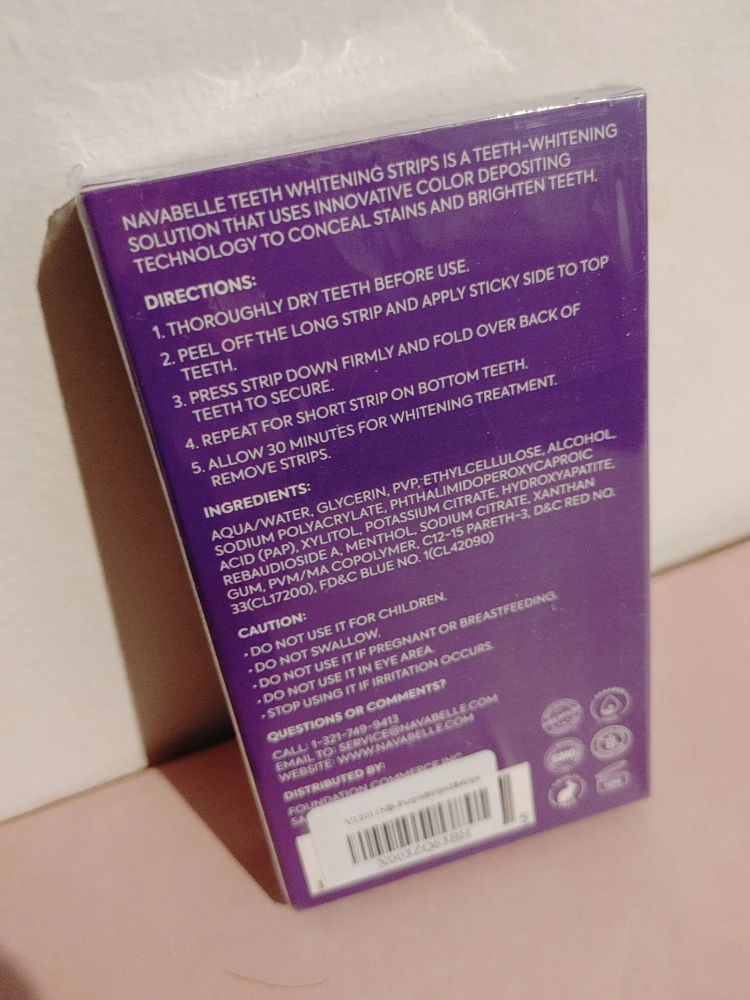 NAVABELLE TEETH WHITENING STRIPS IS A TEETH-WHITENING
SOLUTION THAT USES INNOVATIVE COLOR DEPOSITING
TECHNOLOGY TO CONCEAL STAINS AND BRIGHTEN TEETH.
DIRECTIONS:
1. THOROUGHLY DRY TEETH BEFORE USE.
2. PEEL OFF THE LONG STRIP AND APPLY STICKY SIDE TO TOP
TEETH.
3. PRESS STRIP DOWN FIRMLY AND FOLD OVER BACK OF
TEETH TO SECURE.
4. REPEAT FOR SHORT STRIP ON BOTTOM TEETH.
5. ALLOW 30 MINUTES FOR WHITENING TREATMENT.
REMOVE STRIPS.
INGREDIENTS:
AQUA/WATER, GLYCERIN, PVP, ETHYLCELLULOSE, ALCOHOL,
SODIUM POLYACRYLATE, PHTHALIMIDOPEROXYCAPROIC
ACID (PAP), XYLITOL, POTASSIUM CITRATE, HYDROXYAPATITE,
REBAUDIOSIDE A, MENTHOL, SODIUM CITRATE, XANTHAN
GUM, PVM/MA COPOLYMER, C12-15 PARETH-3, D&C RED NO.
33(CL17200), FD&C BLUE NO. 1(CL42090)
CAUTION:
• DO NOT USE IT FOR CHILDREN.
• DO NOT SWALLOW.
• DO NOT USE IT IF PREGNANT OR BREASTFEEDING.
• DO NOT USE IT IN EYE AREA.
• STOP USING IF IRRITATION OCCURS.
QUESTIONS OR COMMENTS?
CALL: 1-321-749-9413
EMAIL TO: SERVICE@NAVABELLE.COM
WEBSITE: WWW.NAVABELLE.COM
DISTRIBUTED BY:
FOUNDATION COMMERCE INC
X003ZQ63BH
3
5